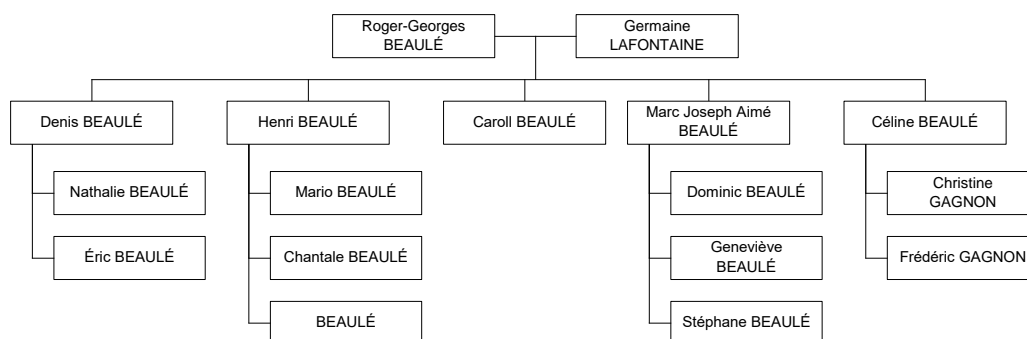 Roger-Georges
BEAULÉ
Germaine
LAFONTAINE
Denis BEAULÉ
Henri BEAULÉ
Caroll BEAULÉ
Marc Joseph Aimé
BEAULÉ
Céline BEAULÉ
Nathalie BEAULÉ
Mario BEAULÉ
Dominic BEAULÉ
Christine
GAGNON
Éric BEAULÉ
Chantale BEAULÉ
Geneviève
BEAULÉ
Frédéric GAGNON
BEAULÉ
Stéphane BEAULÉ